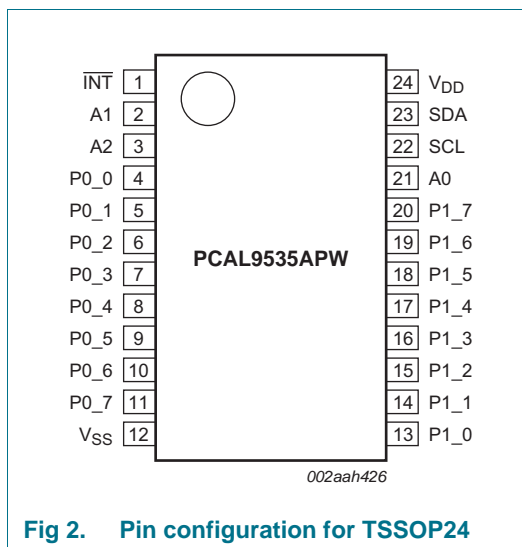 INT 1 24 VDD
A1 2 23 SDA
A2 3 22 SCL
P0_0 4 21 A0
P0_1 5 20 P1_7
P0_2 6 19 P1_6
PCAL9535APW
P0_3 7 18 P1_5
P0_4 8 17 P1_4
P0_5 9 16 P1_3
P0_6 10 15 P1_2
P0_7 11 14 P1_1
VSS 12 13 P1_0
002aah426
Fig 2. Pin configuration for TSSOP24